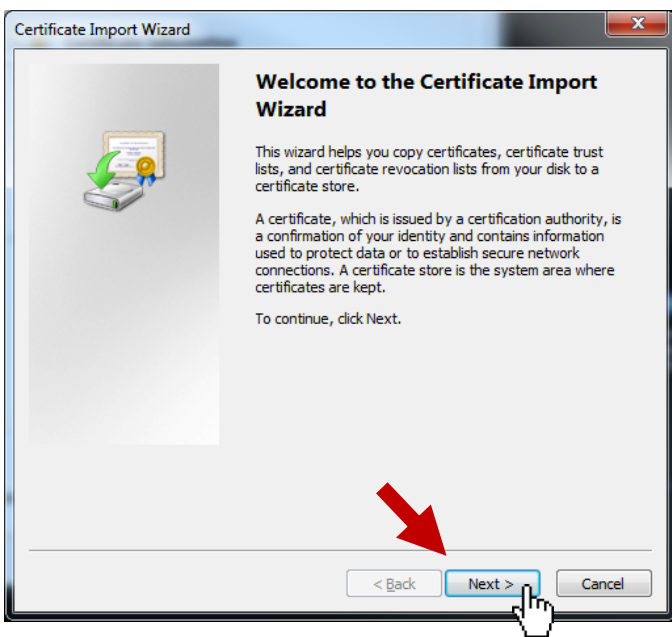 Certificate Import Wizard
Welcome to the Certificate Import
Wizard
This wizard helps you copy certificates, certificate trust
lists, and certificate revocation lists from your disk to a
certificate store.
A certificate, which is issued by a certification authority, is
a confirmation of your identity and contains information
used to protect data or to establish secure network
connections. A certificate store is the system area where
certificates are kept.
To continue, click Next.
< Back
Next >
Cancel